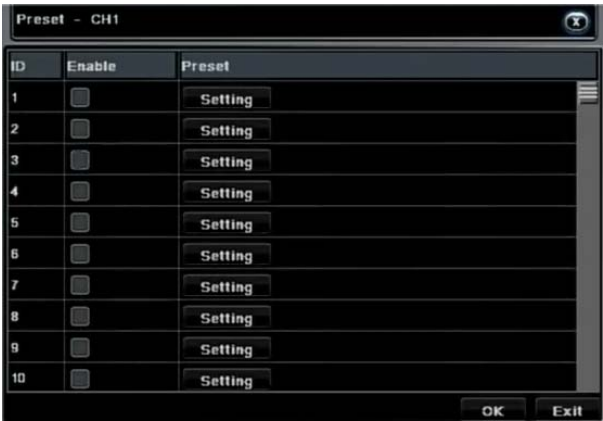 Preset - CH1
X
ID Enable Preset
1 Setting
2 Setting
3 Setting
4 Setting
5 Setting
6 Setting
7 Setting
8 Setting
9 Setting
10 Setting
OK Exit